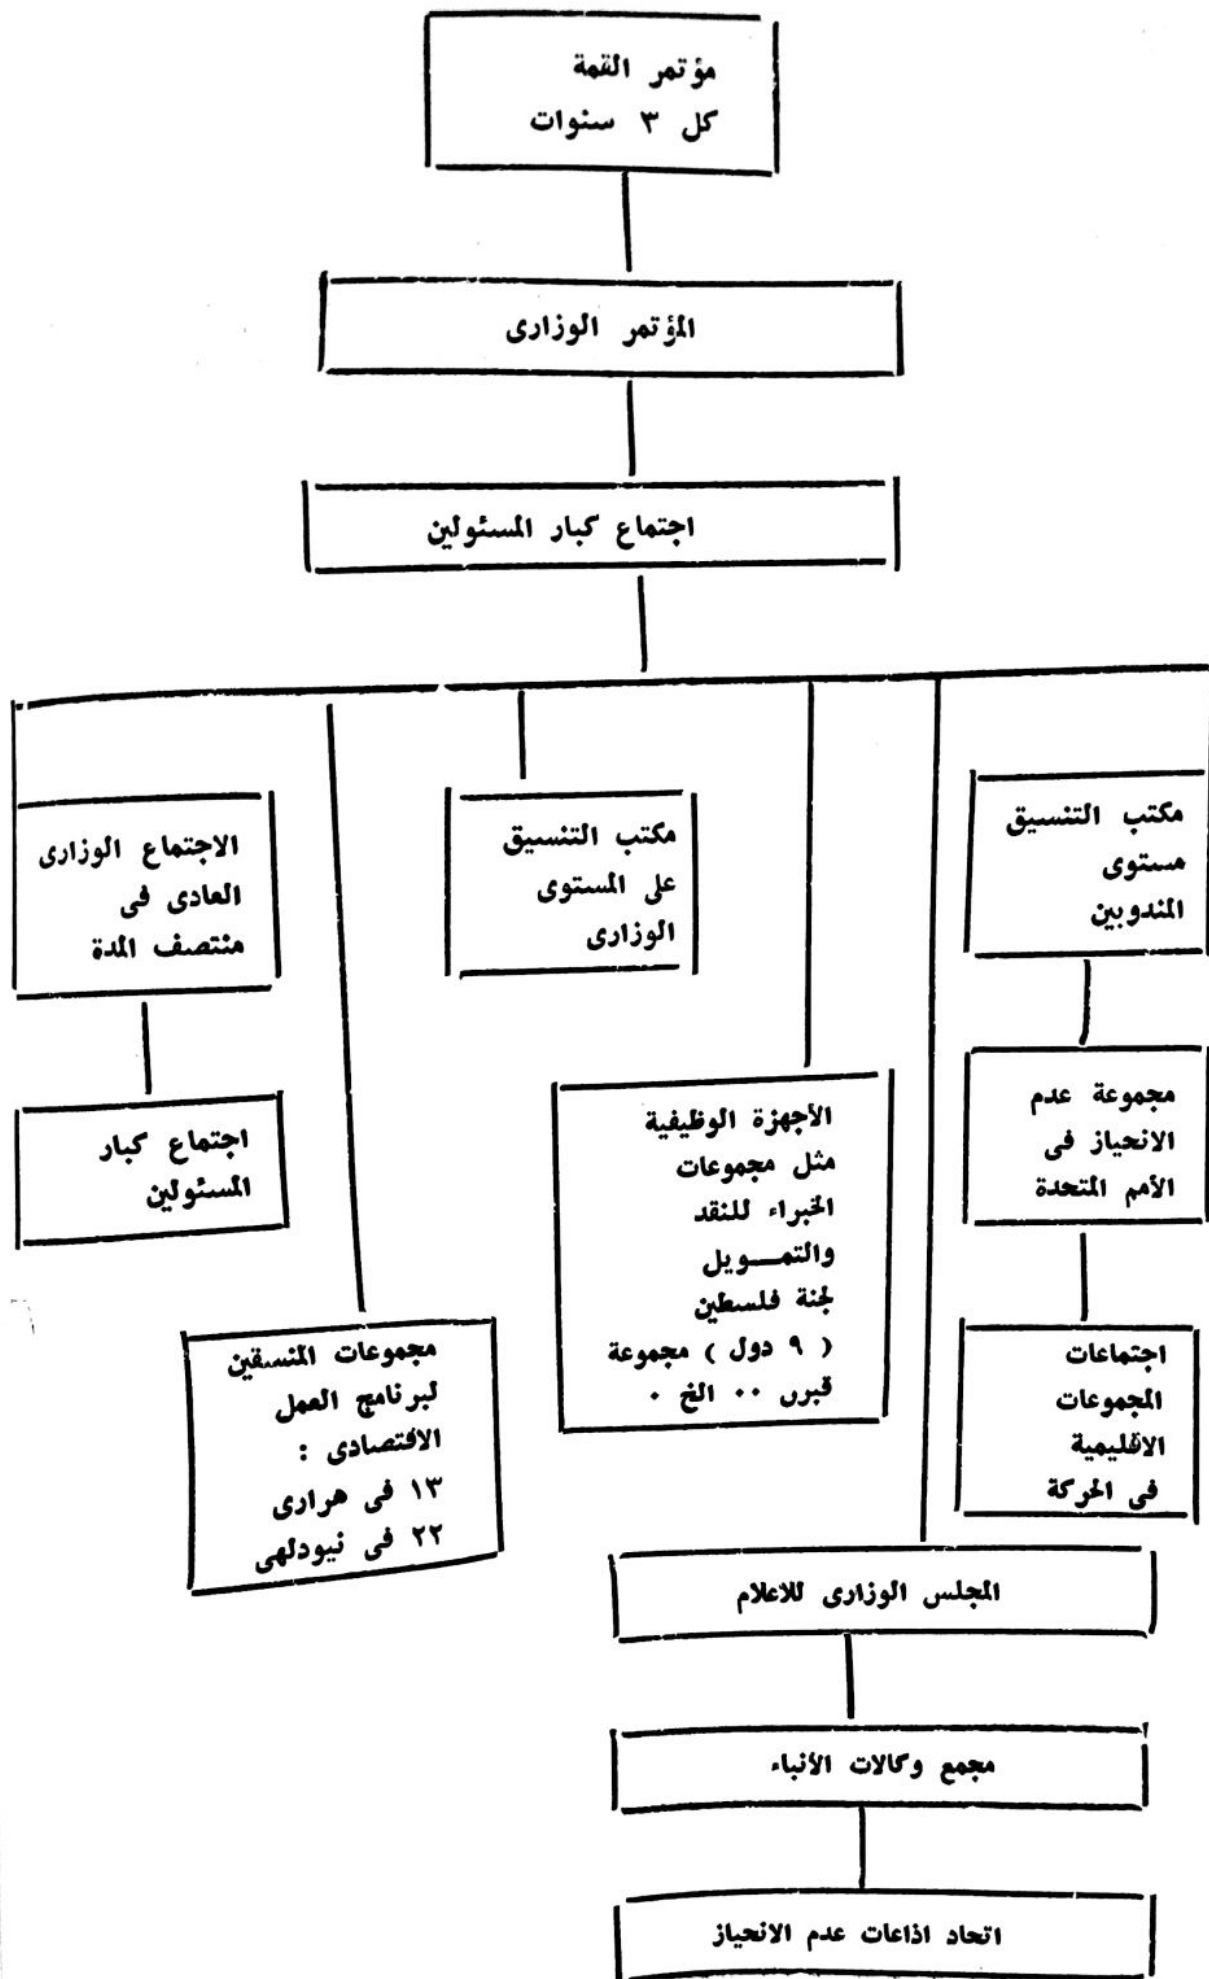 مؤتمر القمة
كل ٣ سنوات
المؤتمر الوزارى
اجتماع كبار المسئولين
مكتب التنسيق
مستوى
المندوبين
مجموعة عدم
الانحياز فى
الأمم المتحدة
اجتماعات
المجموعات
الاقليمية
فى الحركة
مكتب التنسيق
على المستوى
الوزارى
الأجهزة الوظيفية
مثل مجموعات
الخبراء للنقد
والتمـــويل
لجنة فلسطين
( ٩ دول ) مجموعة
قبرص ٠٠ الخ ٠
الاجتماع الوزارى
العادى فى
منتصف المدة
اجتماع كبار
المسئولين
مجموعات المنسقين
لبرنامج العمل
الاقتصادى :
١٣ فى هرارى
٢٢ فى نيودلهى
المجلس الوزارى للاعلام
مجمع وكالات الأنباء
اتحاد اذاعات عدم الانحياز